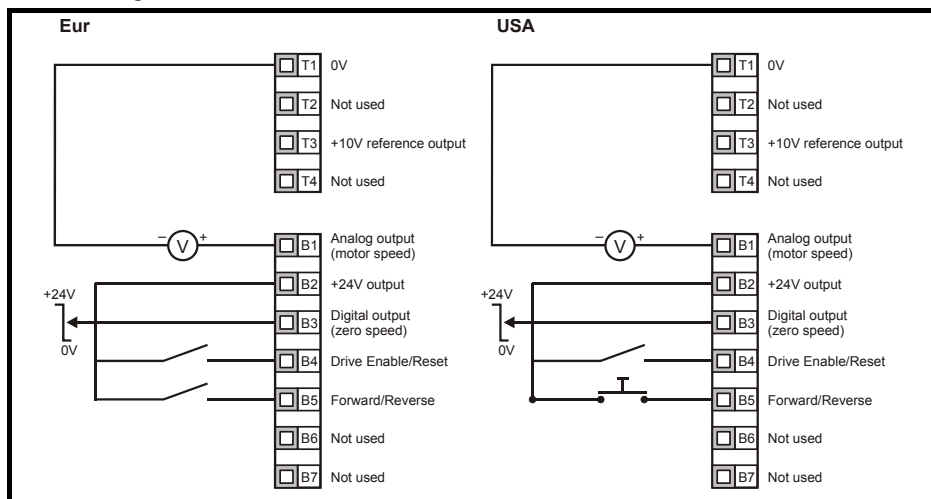 Eur
T1 0V
T2 Not used
T3 +10V reference output
T4 Not used
− V +
B1 Analog output
(motor speed)
B2 +24V output
+24V
0V
B3 Digital output
(zero speed)
B4 Drive Enable/Reset
B5 Forward/Reverse
B6 Not used
B7 Not used
USA
T1 0V
T2 Not used
T3 +10V reference output
T4 Not used
− V +
B1 Analog output
(motor speed)
B2 +24V output
+24V
0V
B3 Digital output
(zero speed)
B4 Drive Enable/Reset
B5 Forward/Reverse
B6 Not used
B7 Not used